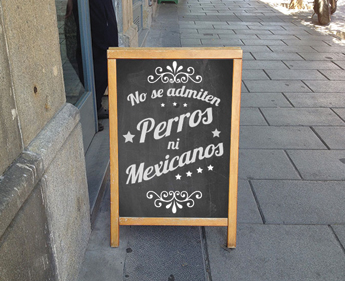 No se admiten
Perros
ni
Mexicanos